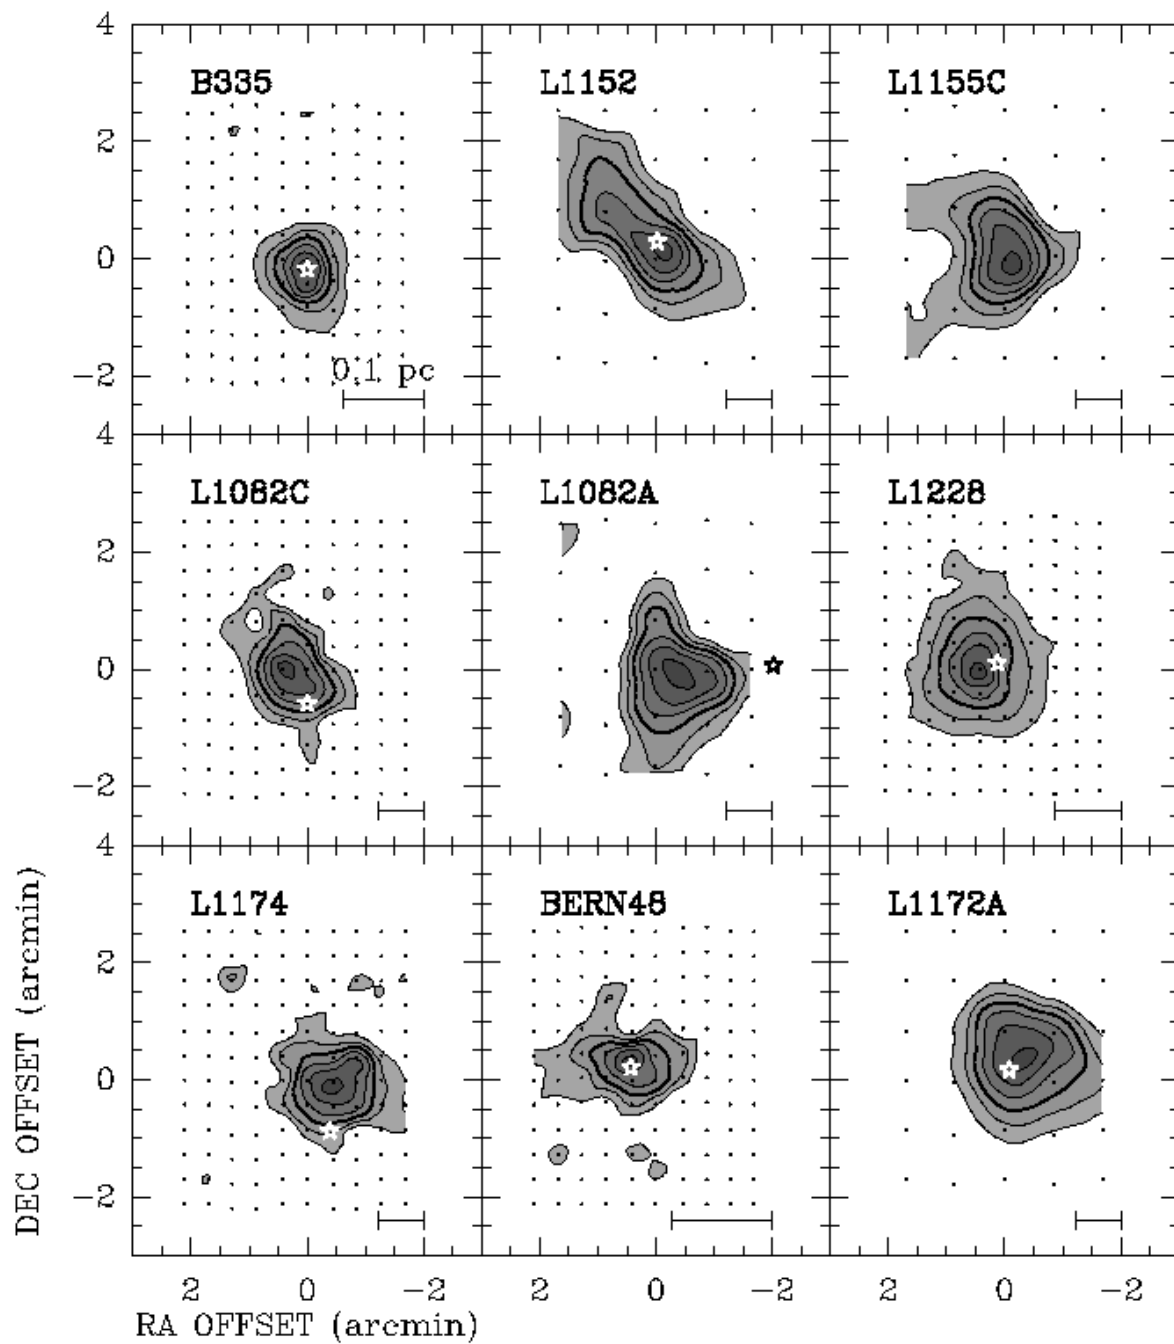 4
B335
L1152
L1155C
2
0
0.1 pc
−2
4
L1082C
L1082A
L1228
2
0
−2
4
L1174
BERN48
L1172A
2
0
−2
DEC OFFSET (arcmin)
2 0 −2 2 0 −2 2 0 −2
RA OFFSET (arcmin)